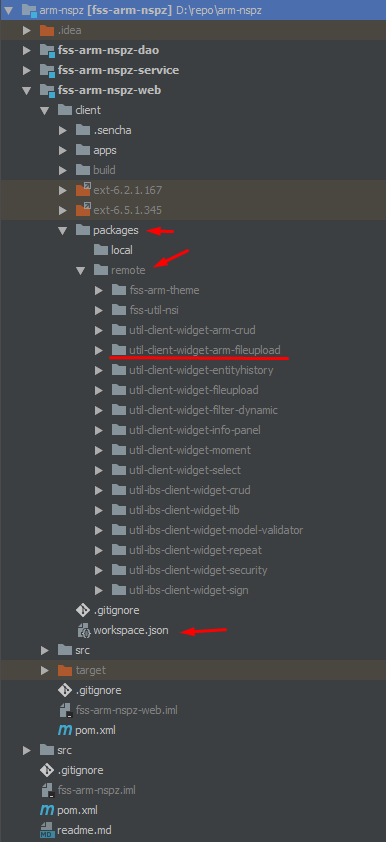 arm-nspz [fss-arm-nspz] D:\repo\arm-nspz
.idea
fss-arm-nspz-dao
fss-arm-nspz-service
fss-arm-nspz-web
client
.sencha
apps
build
ext-6.2.1.167
ext-6.5.1.345
packages
local
remote
fss-arm-theme
fss-util-nsi
util-client-widget-arm-crud
util-client-widget-arm-fileupload
util-client-widget-entityhistory
util-client-widget-fileupload
util-client-widget-filter-dynamic
util-client-widget-info-panel
util-client-widget-moment
util-client-widget-select
util-ibs-client-widget-crud
util-ibs-client-widget-lib
util-ibs-client-widget-model-validator
util-ibs-client-widget-repeat
util-ibs-client-widget-security
util-ibs-client-widget-sign
.gitignore
workspace.json
src
target
.gitignore
fss-arm-nspz-web.iml
pom.xml
src
.gitignore
fss-arm-nspz.iml
pom.xml
readme.md